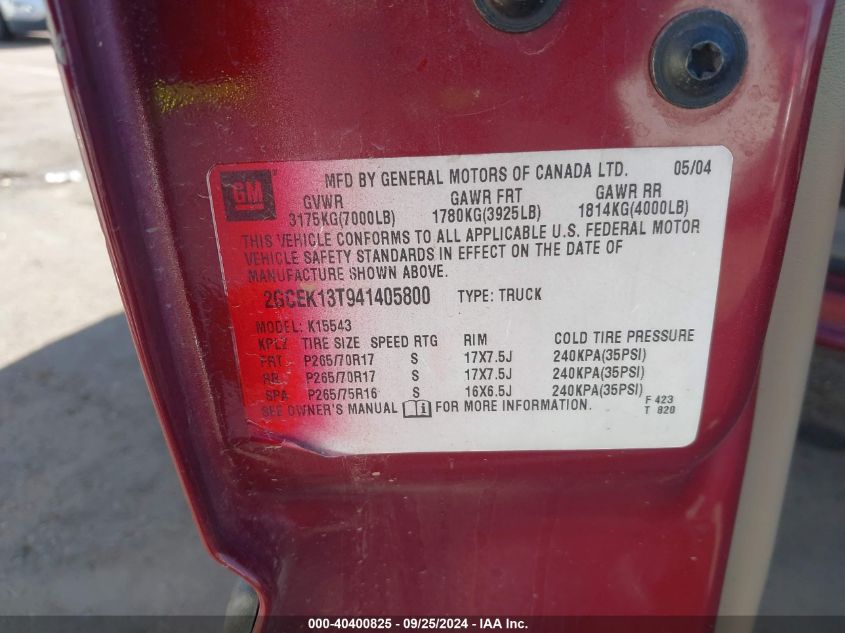 GM
MFD BY GENERAL MOTORS OF CANADA LTD. 05/04
GVWR GAWR FRT GAWR RR
3175KG(7000LB) 1780KG(3925LB) 1814KG(4000LB)
THIS VEHICLE CONFORMS TO ALL APPLICABLE U.S. FEDERAL MOTOR
VEHICLE SAFETY STANDARDS IN EFFECT ON THE DATE OF
MANUFACTURE SHOWN ABOVE.
2GCEK13T941405800 TYPE: TRUCK
MODEL: K15543
KPLZ TIRE SIZE SPEED RTG RIM COLD TIRE PRESSURE
FRT P265/70R17 S 17X7.5J 240KPA(35PSI)
RR P265/70R17 S 17X7.5J 240KPA(35PSI)
SPA P265/75R16 S 16X6.5J 240KPA(35PSI)
SEE OWNER'S MANUAL i FOR MORE INFORMATION.
F 423
T 820
000-40400825 - 09/25/2024 - IAA Inc.